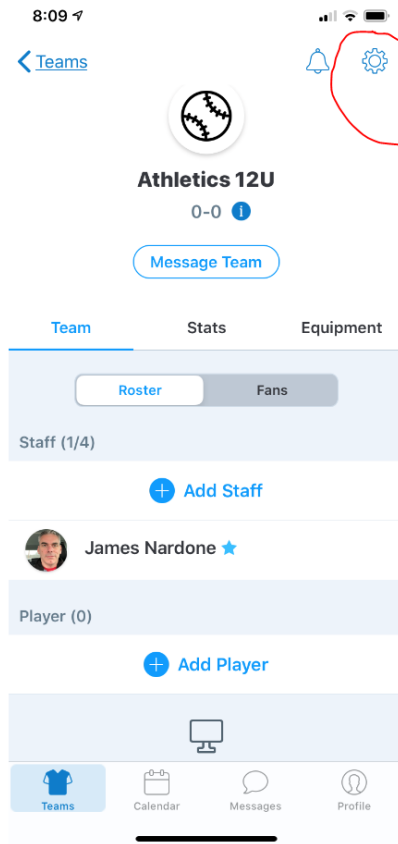 8:09
Teams
Athletics 12U
0-0 i
Message Team
Team Stats Equipment
Roster Fans
Staff (1/4)
Add Staff
James Nardone
Player (0)
Add Player
Teams Calendar Messages Profile